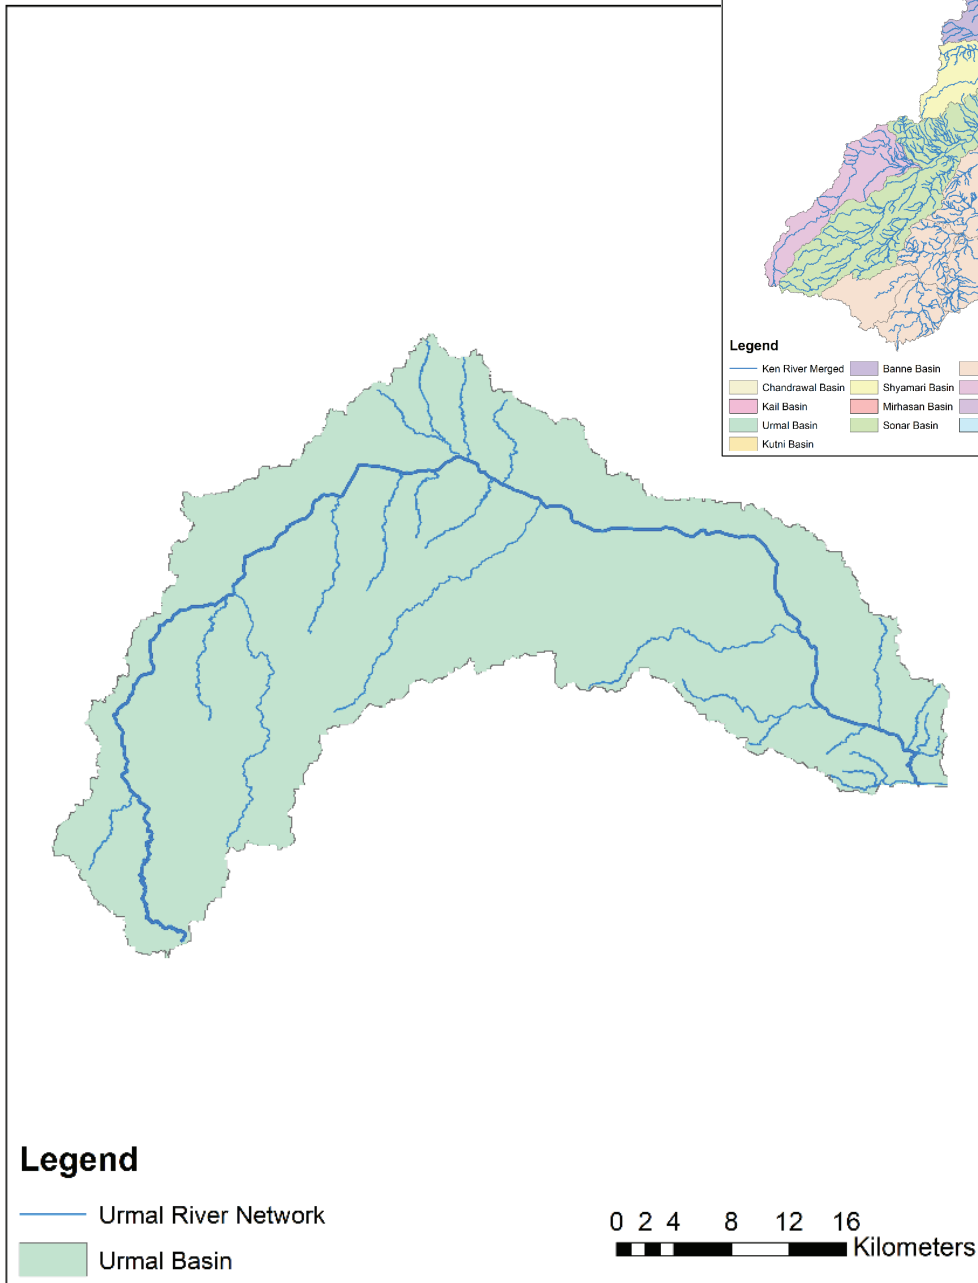 Legend
Ken River Merged
Banne Basin
Chandrawal Basin
Shyamari Basin
Kail Basin
Mirhasan Basin
Urmal Basin
Sonar Basin
Kutni Basin
Legend
Urmal River Network
Urmal Basin
0 2 4 8 12 16
Kilometers